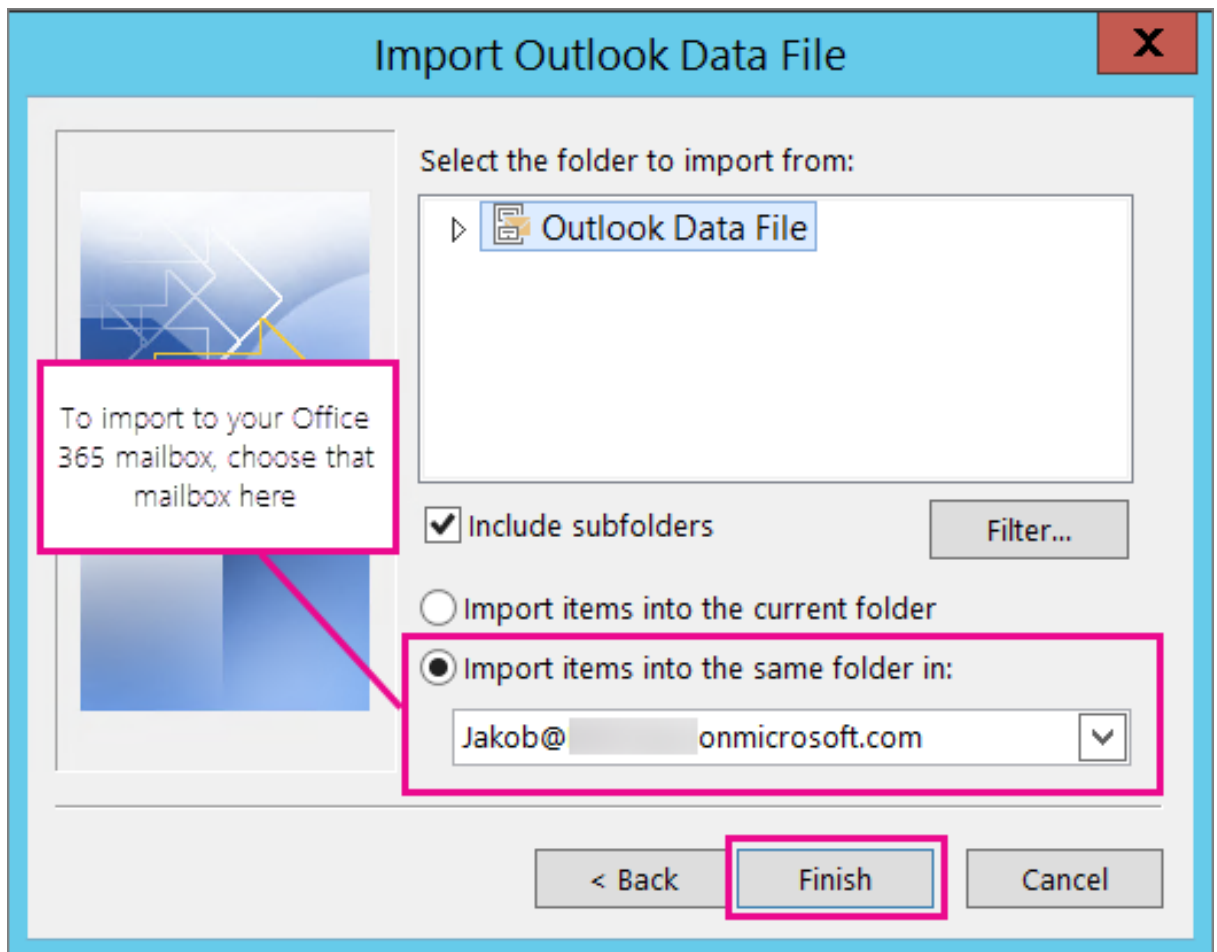 Import Outlook Data File
X
Select the folder to import from:
Outlook Data File
To import to your Office
365 mailbox, choose that
mailbox here
Include subfolders
Filter...
Import items into the current folder
Import items into the same folder in:
Jakob@ onmicrosoft.com
< Back
Finish
Cancel